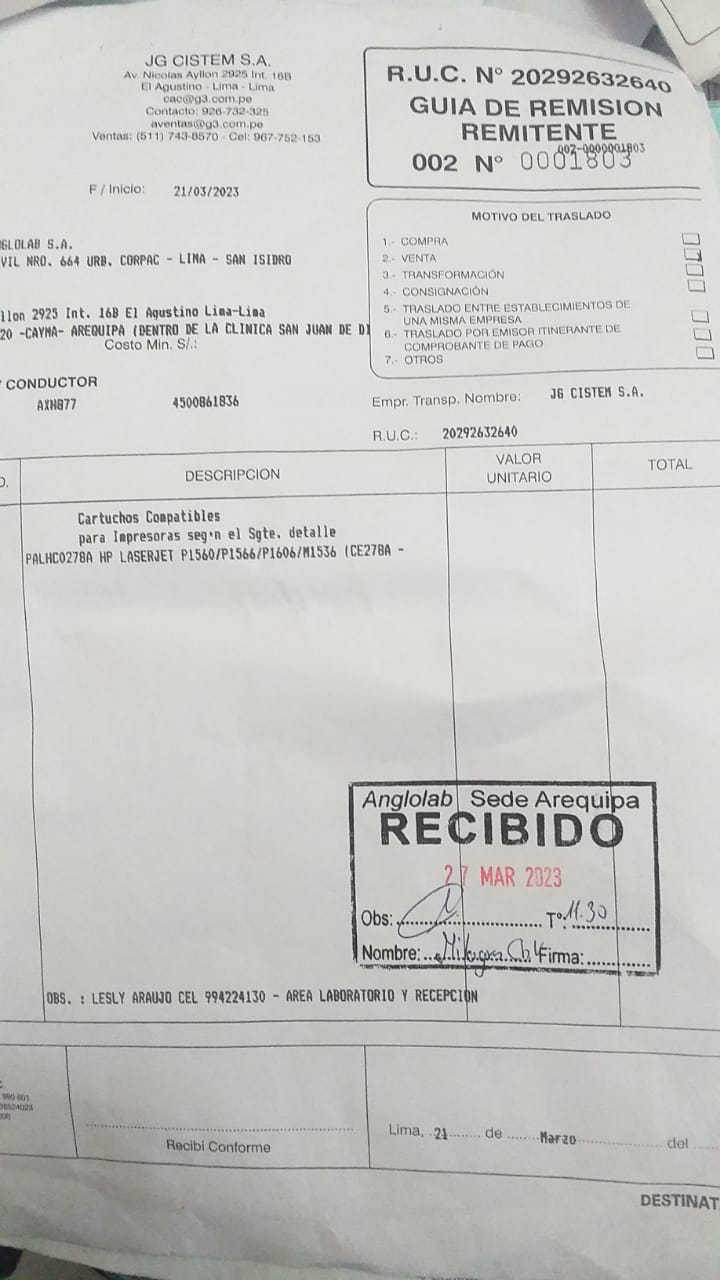 JG CISTEM S.A.
Av. Nicolas Ayllon 2925 Int. 16B
El Agustino - Lima - Lima
cac@g3.com.pe
Contacto: 926-732-325
aventas@g3.com.pe
Ventas: (511) 743-8570 - Cel: 967-752-153
R.U.C. N° 20292632640
GUIA DE REMISION
REMITENTE
002-0000001803
002 N° 0001803
F / Inicio: 21/03/2023
MOTIVO DEL TRASLADO
1.- COMPRA
2.- VENTA
3.- TRANSFORMACIÓN
4.- CONSIGNACIÓN
5.- TRASLADO ENTRE ESTABLECIMIENTOS DE
UNA MISMA EMPRESA
6.- TRASLADO POR EMISOR ITINERANTE DE
COMPROBANTE DE PAGO
7.- OTROS
GLOLAB S.A.
VIL NRO. 664 URB. CORPAC - LIMA - SAN ISIDRO
llon 2925 Int. 16B El Agustino Lima-Lima
20 -CAYMA- AREQUIPA (DENTRO DE LA CLINICA SAN JUAN DE DI
Costo Min. S/.:
CONDUCTOR
AXH877 4500861836
Empr. Transp. Nombre: JG CISTEM S.A.
R.U.C.: 20292632640
DESCRIPCION VALOR UNITARIO TOTAL
Cartuchos Compatibles
para Impresoras seg·n el Sgte. detalle
PALHC0278A HP LASERJET P1560/P1566/P1606/M1536 (CE278A -
Anglolab Sede Arequipa
RECIBIDO
27 MAR 2023
Obs: T° 11.30
Nombre: Firma:
OBS. : LESLY ARAUJO CEL 994224130 - AREA LABORATORIO Y RECEPCION
990 801
Recibi Conforme
Lima, 21 de Marzo del
DESTINAT